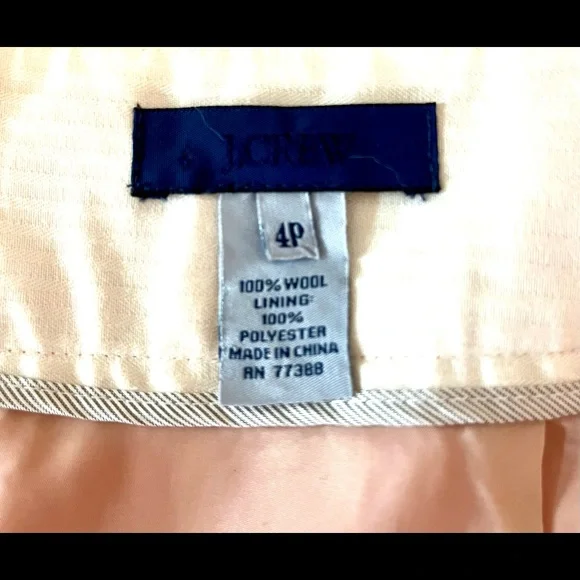 J.CREW
4P
100% WOOL
LINING:
100%
POLYESTER
MADE IN CHINA
RN 77388